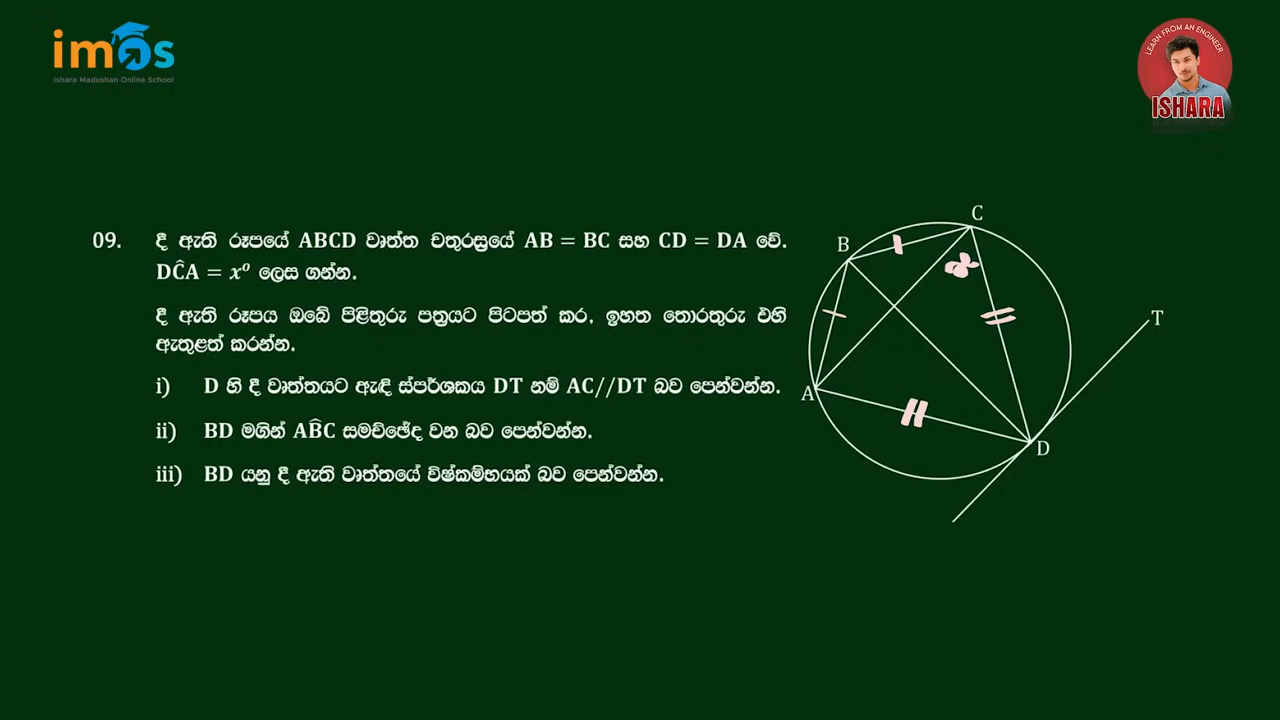 imos
Ishara Madushan Online School
LEARN FROM AN ENGINEER
ISHARA
09. දී ඇති රූපයේ ABCD වෘත්ත චතුරස්‍රයේ AB = BC සහ CD = DA වේ.
DĈA = x° ලෙස ගන්න.
දී ඇති රූපය ඔබේ පිළිතුරු පත්‍රයට පිටපත් කර, ඉහත තොරතුරු එහි
ඇතුළත් කරන්න.
i) D හි දී වෘත්තයට ඇඳි ස්පර්ශකය DT නම් AC//DT බව පෙන්වන්න.
ii) BD මගින් AB̂C සමච්ඡේද වන බව පෙන්වන්න.
iii) BD යනු දී ඇති වෘත්තයේ විෂ්කම්භයක් බව පෙන්වන්න.
C
B
x
T
A
D